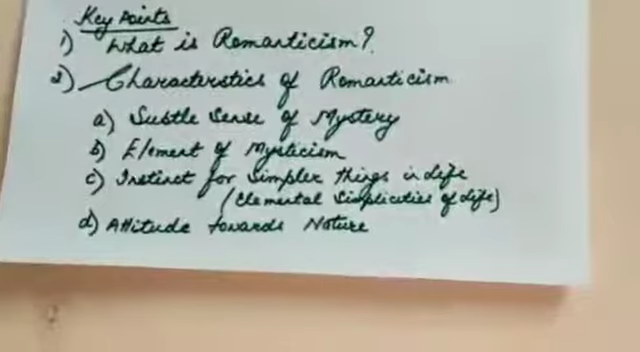 Key Points
1) What is Romanticism?
2) Characterstics of Romanticism
a) Subtle Sense of Mystery
b) Element of Mysticism
c) Instinct for Simpler things in Life
(Elemental Simplicities of Life)
d) Attitude towards Nature